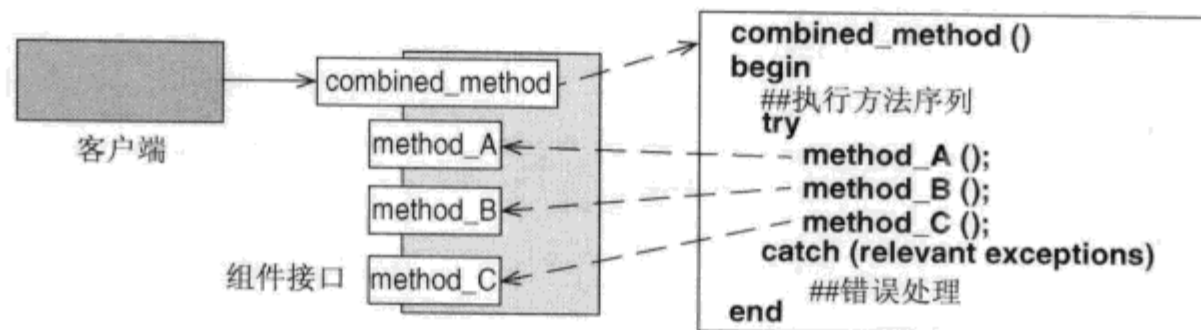 客户端
combined_method
method_A
method_B
method_C
组件接口
combined_method ()
begin
##执行方法序列
try
method_A ();
method_B ();
method_C ();
catch (relevant exceptions)
##错误处理
end